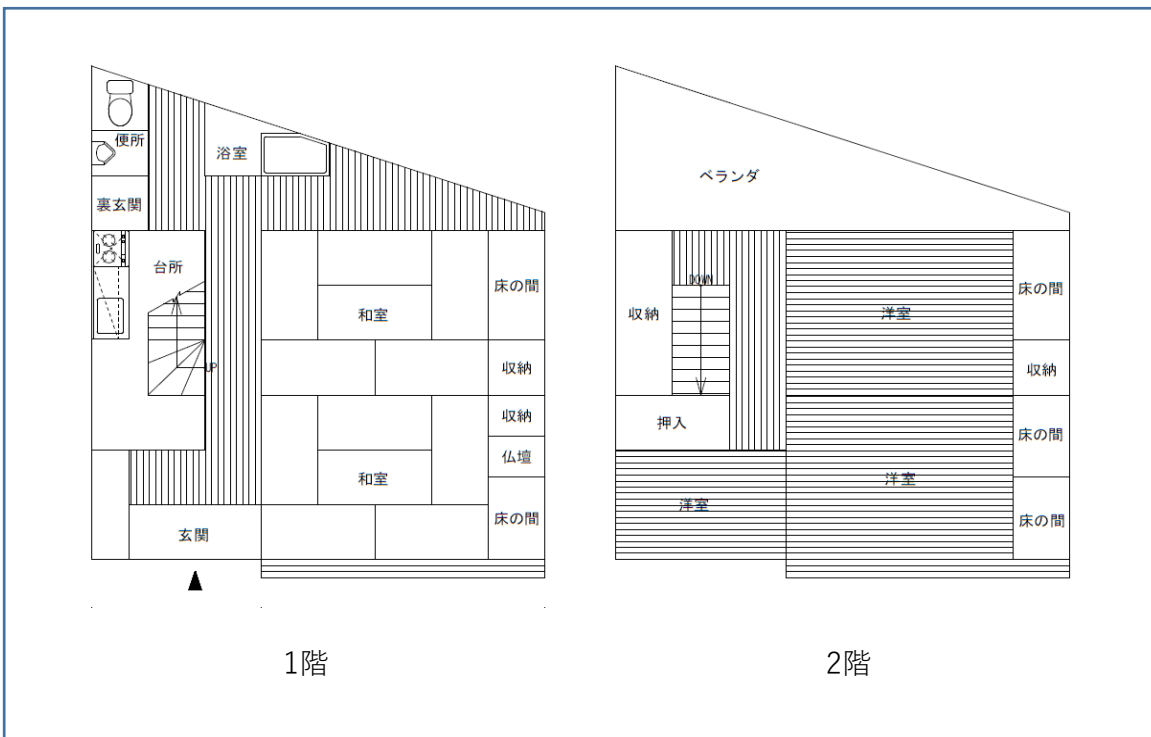 便所
浴室
裏玄関
台所
床の間
和室
UP
収納
収納
仏壇
和室
床の間
玄関
1階
ベランダ
DOWN
収納
洋室
床の間
収納
押入
床の間
洋室
洋室
床の間
2階